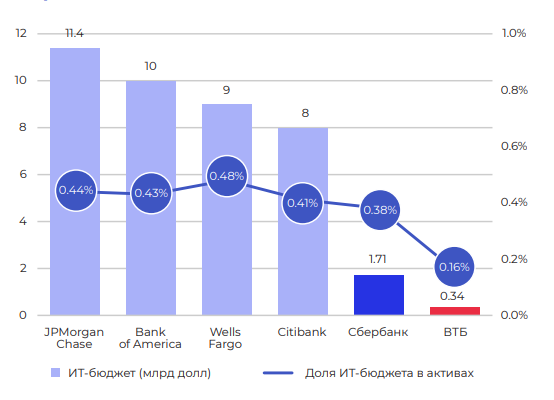 12
10
8
6
4
2
0
1.0%
0.8%
0.6%
0.4%
0.2%
0.0%
11.4
10
9
8
1.71
0.34
0.44%
0.43%
0.48%
0.41%
0.38%
0.16%
JPMorgan
Chase
Bank
of America
Wells
Fargo
Citibank
Сбербанк
ВТБ
ИТ-бюджет (млрд долл)
Доля ИТ-бюджета в активах